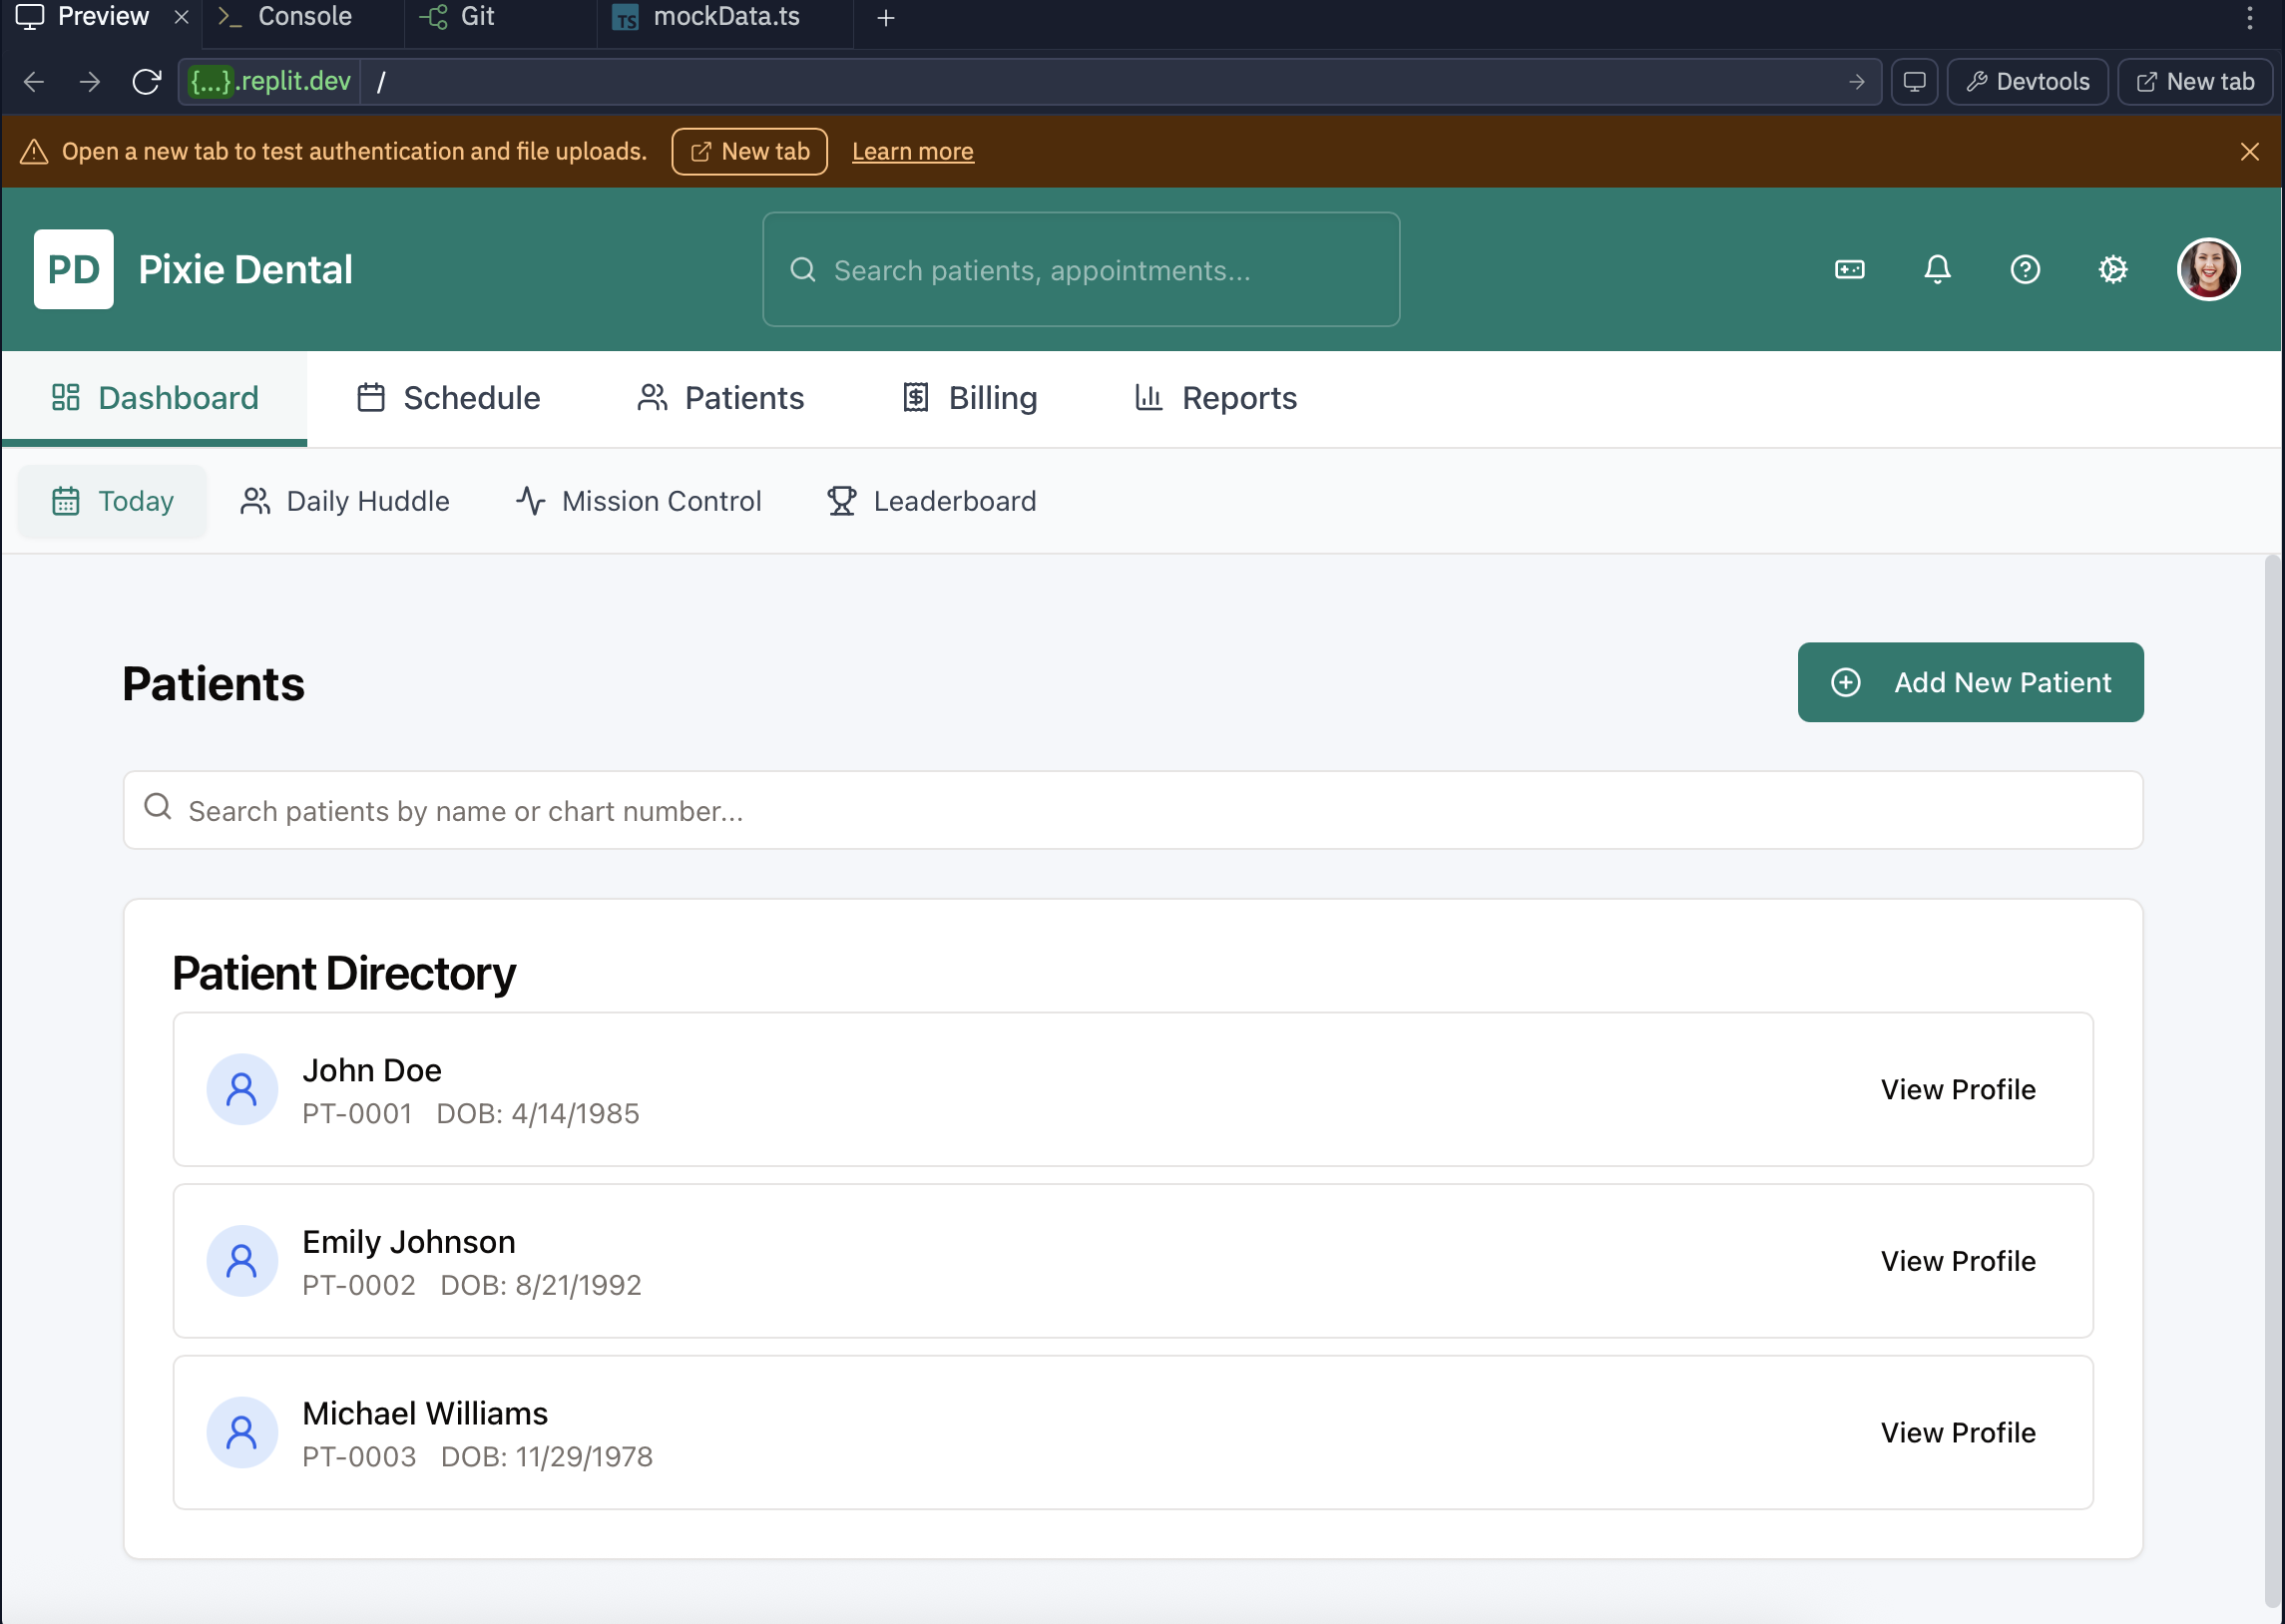 Preview
Console
Git
TS mockData.ts
{...}.replit.dev /
Devtools
New tab
Open a new tab to test authentication and file uploads.
New tab
Learn more
PD Pixie Dental
Search patients, appointments...
Dashboard
Schedule
Patients
Billing
Reports
Today
Daily Huddle
Mission Control
Leaderboard
Patients
Add New Patient
Search patients by name or chart number...
Patient Directory
John Doe
PT-0001 DOB: 4/14/1985
View Profile
Emily Johnson
PT-0002 DOB: 8/21/1992
View Profile
Michael Williams
PT-0003 DOB: 11/29/1978
View Profile